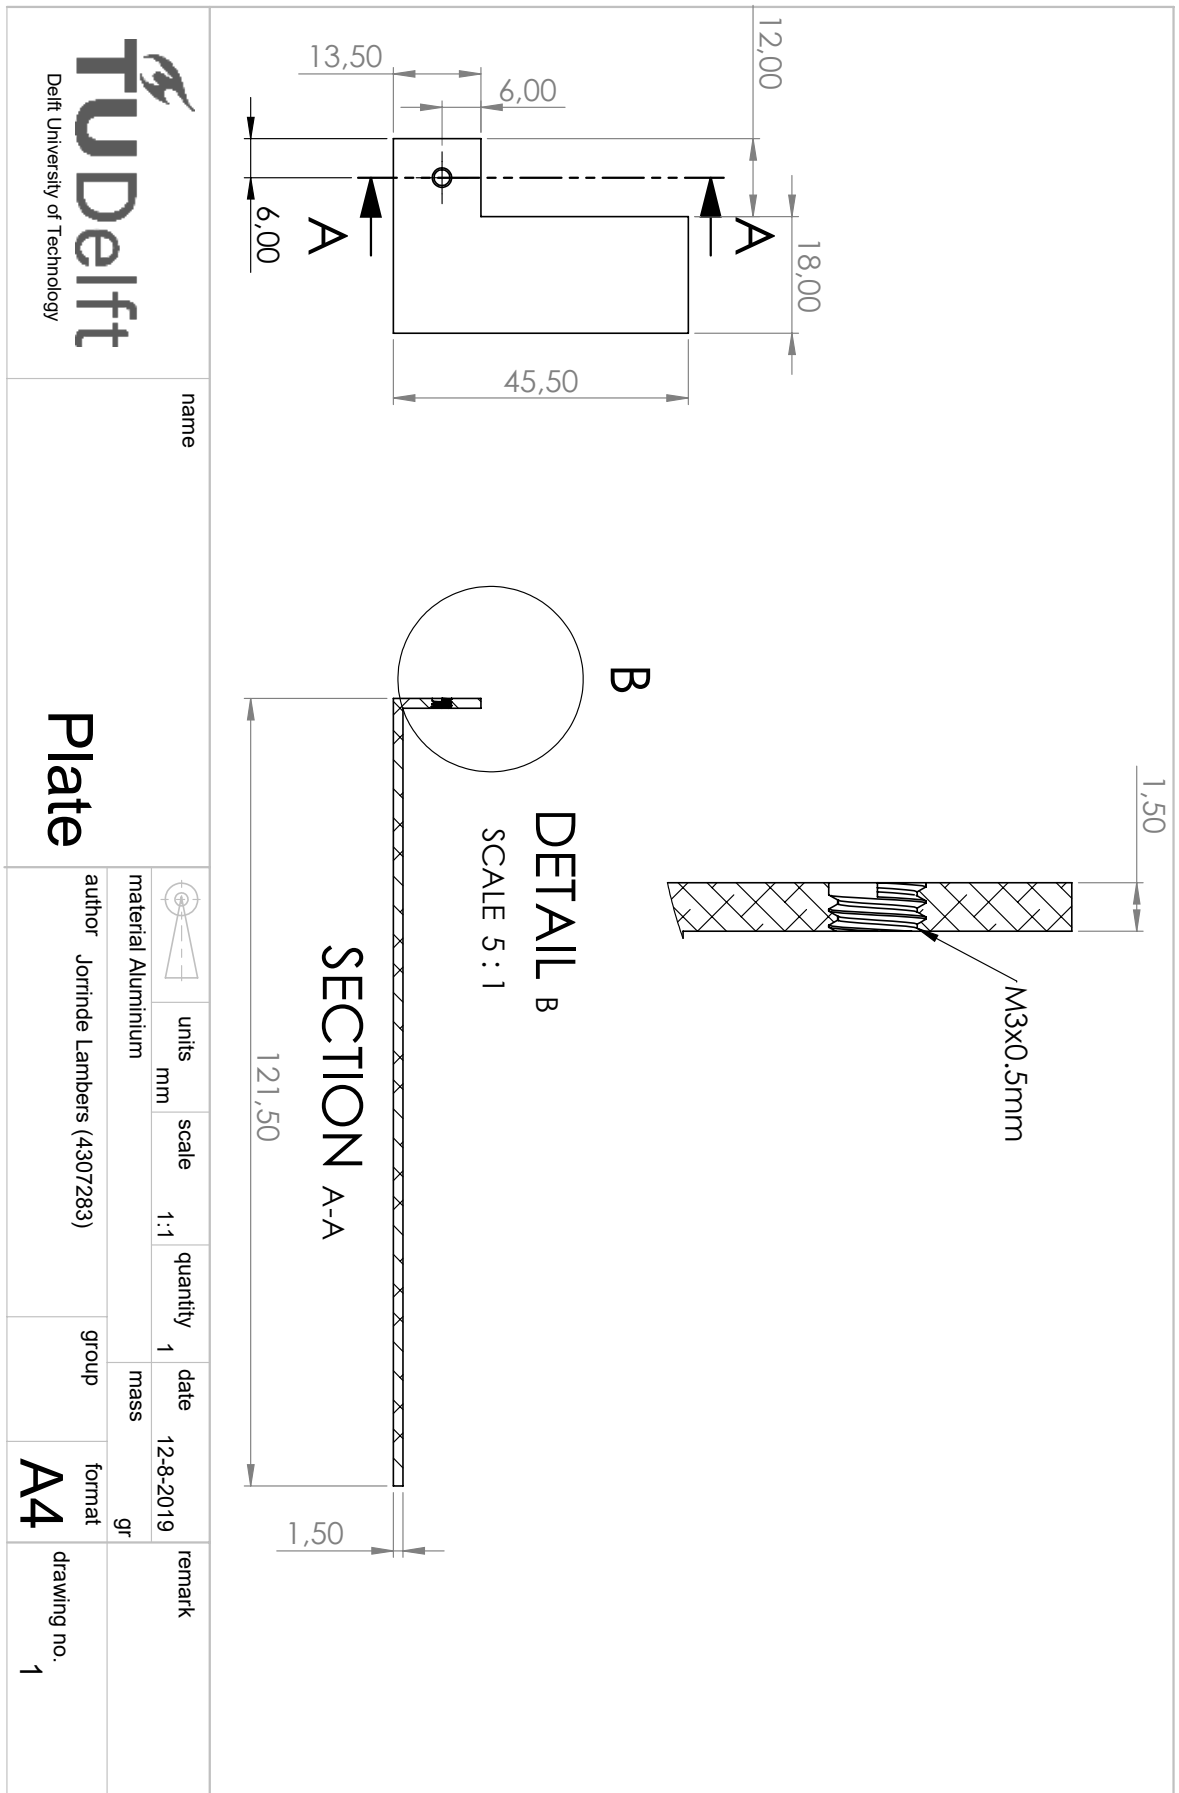 12,00
18,00
13,50
6,00
6,00
45,50
A
A
B
DETAIL B
SCALE 5 : 1
1,50
M3x0.5mm
SECTION A-A
121,50
1,50
TUDelft
Delft University of Technology
name
Plate
units mm
scale 1:1
quantity 1
date 12-8-2019
remark
material Aluminium
mass gr
author Jorrinde Lambers (4307283)
group
format A4
drawing no. 1